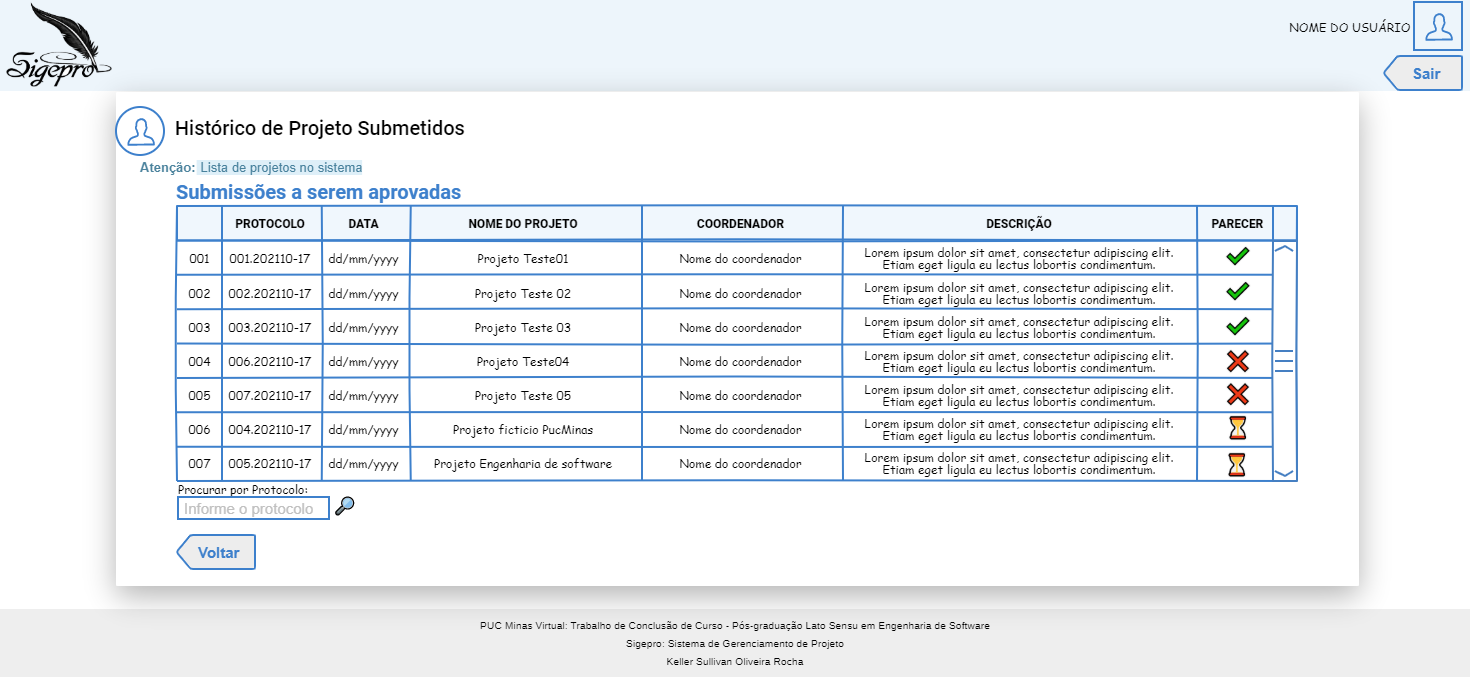 Sigepro
NOME DO USUÁRIO
Sair
Histórico de Projeto Submetidos
Atenção: Lista de projetos no sistema
Submissões a serem aprovadas
PROTOCOLO DATA NOME DO PROJETO COORDENADOR DESCRIÇÃO PARECER
001 001.202110-17 dd/mm/yyyy Projeto Teste01 Nome do coordenador Lorem ipsum dolor sit amet, consectetur adipiscing elit.
Etiam eget ligula eu lectus lobortis condimentum.
002 002.202110-17 dd/mm/yyyy Projeto Teste 02 Nome do coordenador Lorem ipsum dolor sit amet, consectetur adipiscing elit.
Etiam eget ligula eu lectus lobortis condimentum.
003 003.202110-17 dd/mm/yyyy Projeto Teste 03 Nome do coordenador Lorem ipsum dolor sit amet, consectetur adipiscing elit.
Etiam eget ligula eu lectus lobortis condimentum.
004 006.202110-17 dd/mm/yyyy Projeto Teste04 Nome do coordenador Lorem ipsum dolor sit amet, consectetur adipiscing elit.
Etiam eget ligula eu lectus lobortis condimentum.
005 007.202110-17 dd/mm/yyyy Projeto Teste 05 Nome do coordenador Lorem ipsum dolor sit amet, consectetur adipiscing elit.
Etiam eget ligula eu lectus lobortis condimentum.
006 004.202110-17 dd/mm/yyyy Projeto ficticio PucMinas Nome do coordenador Lorem ipsum dolor sit amet, consectetur adipiscing elit.
Etiam eget ligula eu lectus lobortis condimentum.
007 005.202110-17 dd/mm/yyyy Projeto Engenharia de software Nome do coordenador Lorem ipsum dolor sit amet, consectetur adipiscing elit.
Etiam eget ligula eu lectus lobortis condimentum.
Procurar por Protocolo:
Informe o protocolo
Voltar
PUC Minas Virtual: Trabalho de Conclusão de Curso - Pós-graduação Lato Sensu em Engenharia de Software
Sigepro: Sistema de Gerenciamento de Projeto
Keller Sullivan Oliveira Rocha